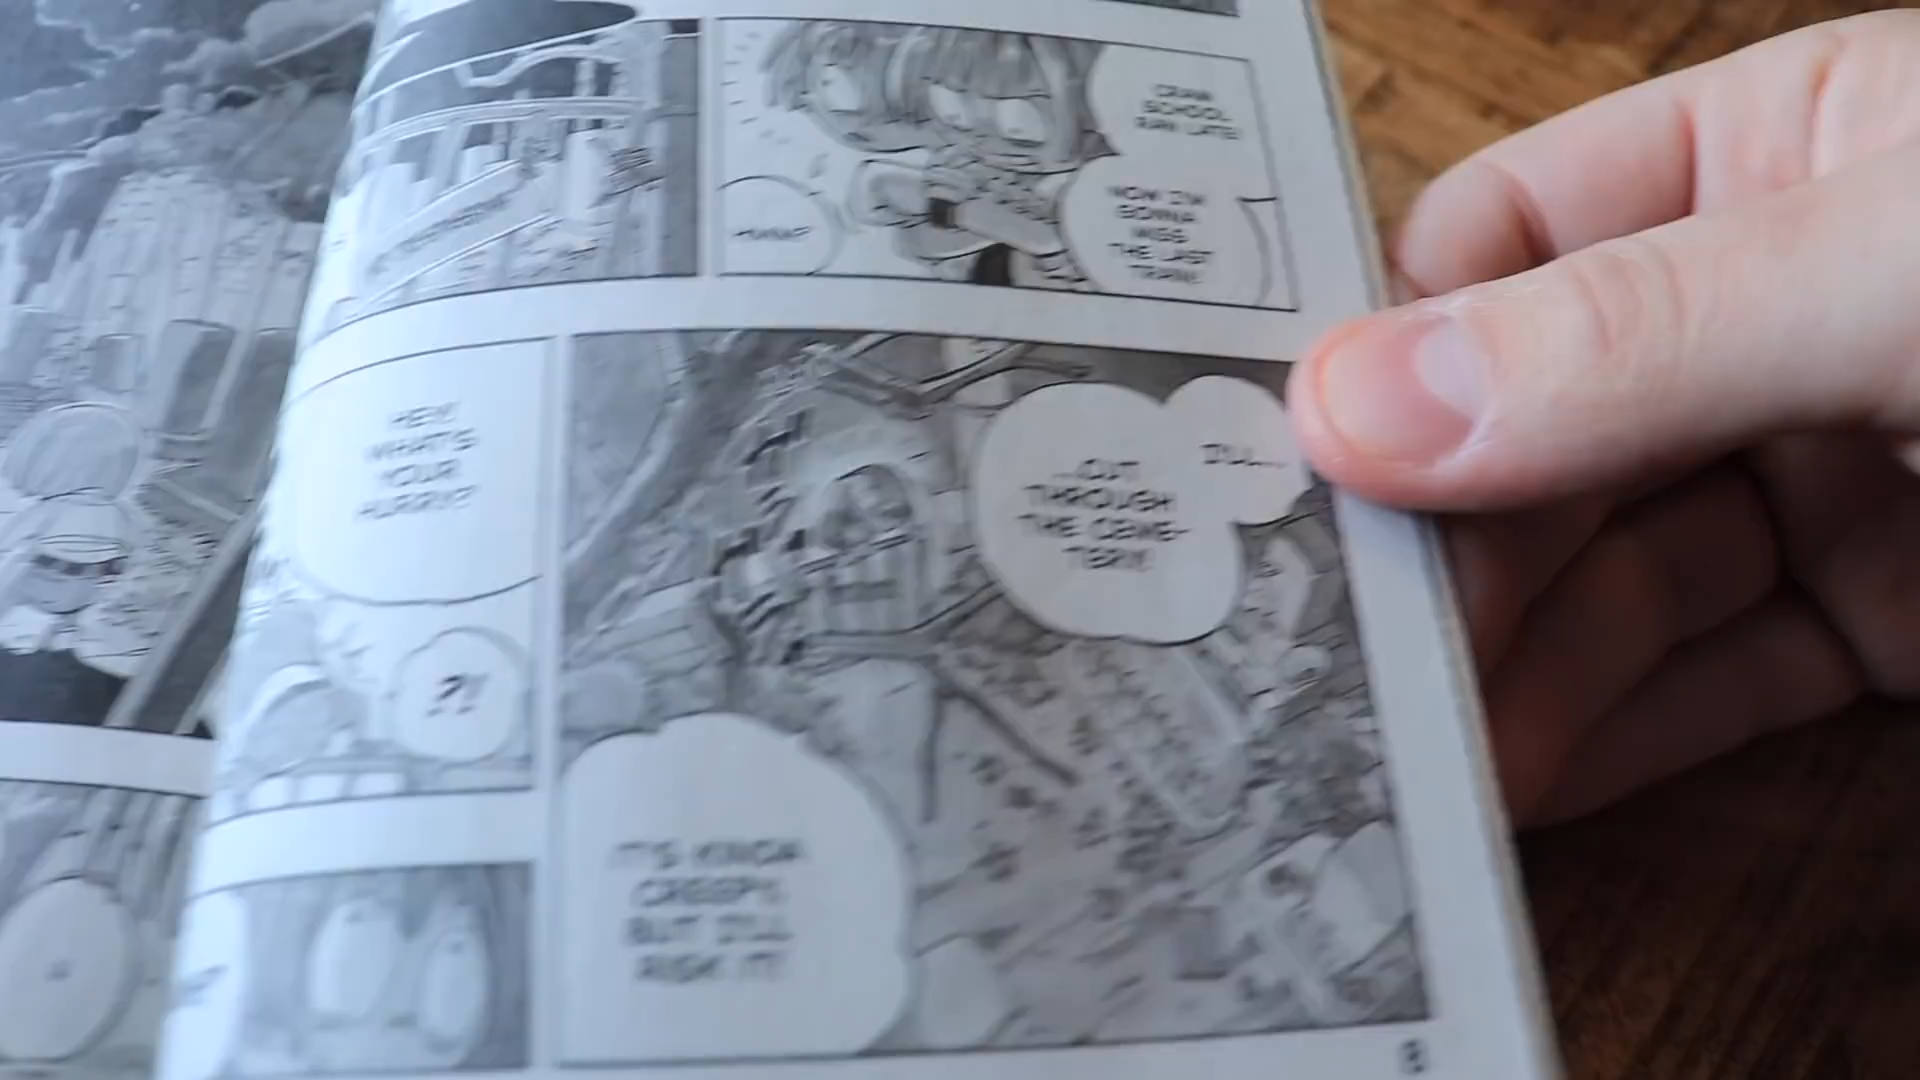 CRAM
SCHOOL
RAN LATE!
NOW I'M
GONNA
MISS
THE LAST
TRAIN!
I'LL...
...CUT
THROUGH
THE CEME-
TERY!
IT'S KINDA
CREEPY,
BUT I'LL
RISK IT!
HEY!
WHAT'S
YOUR
HURRY?
?!
8